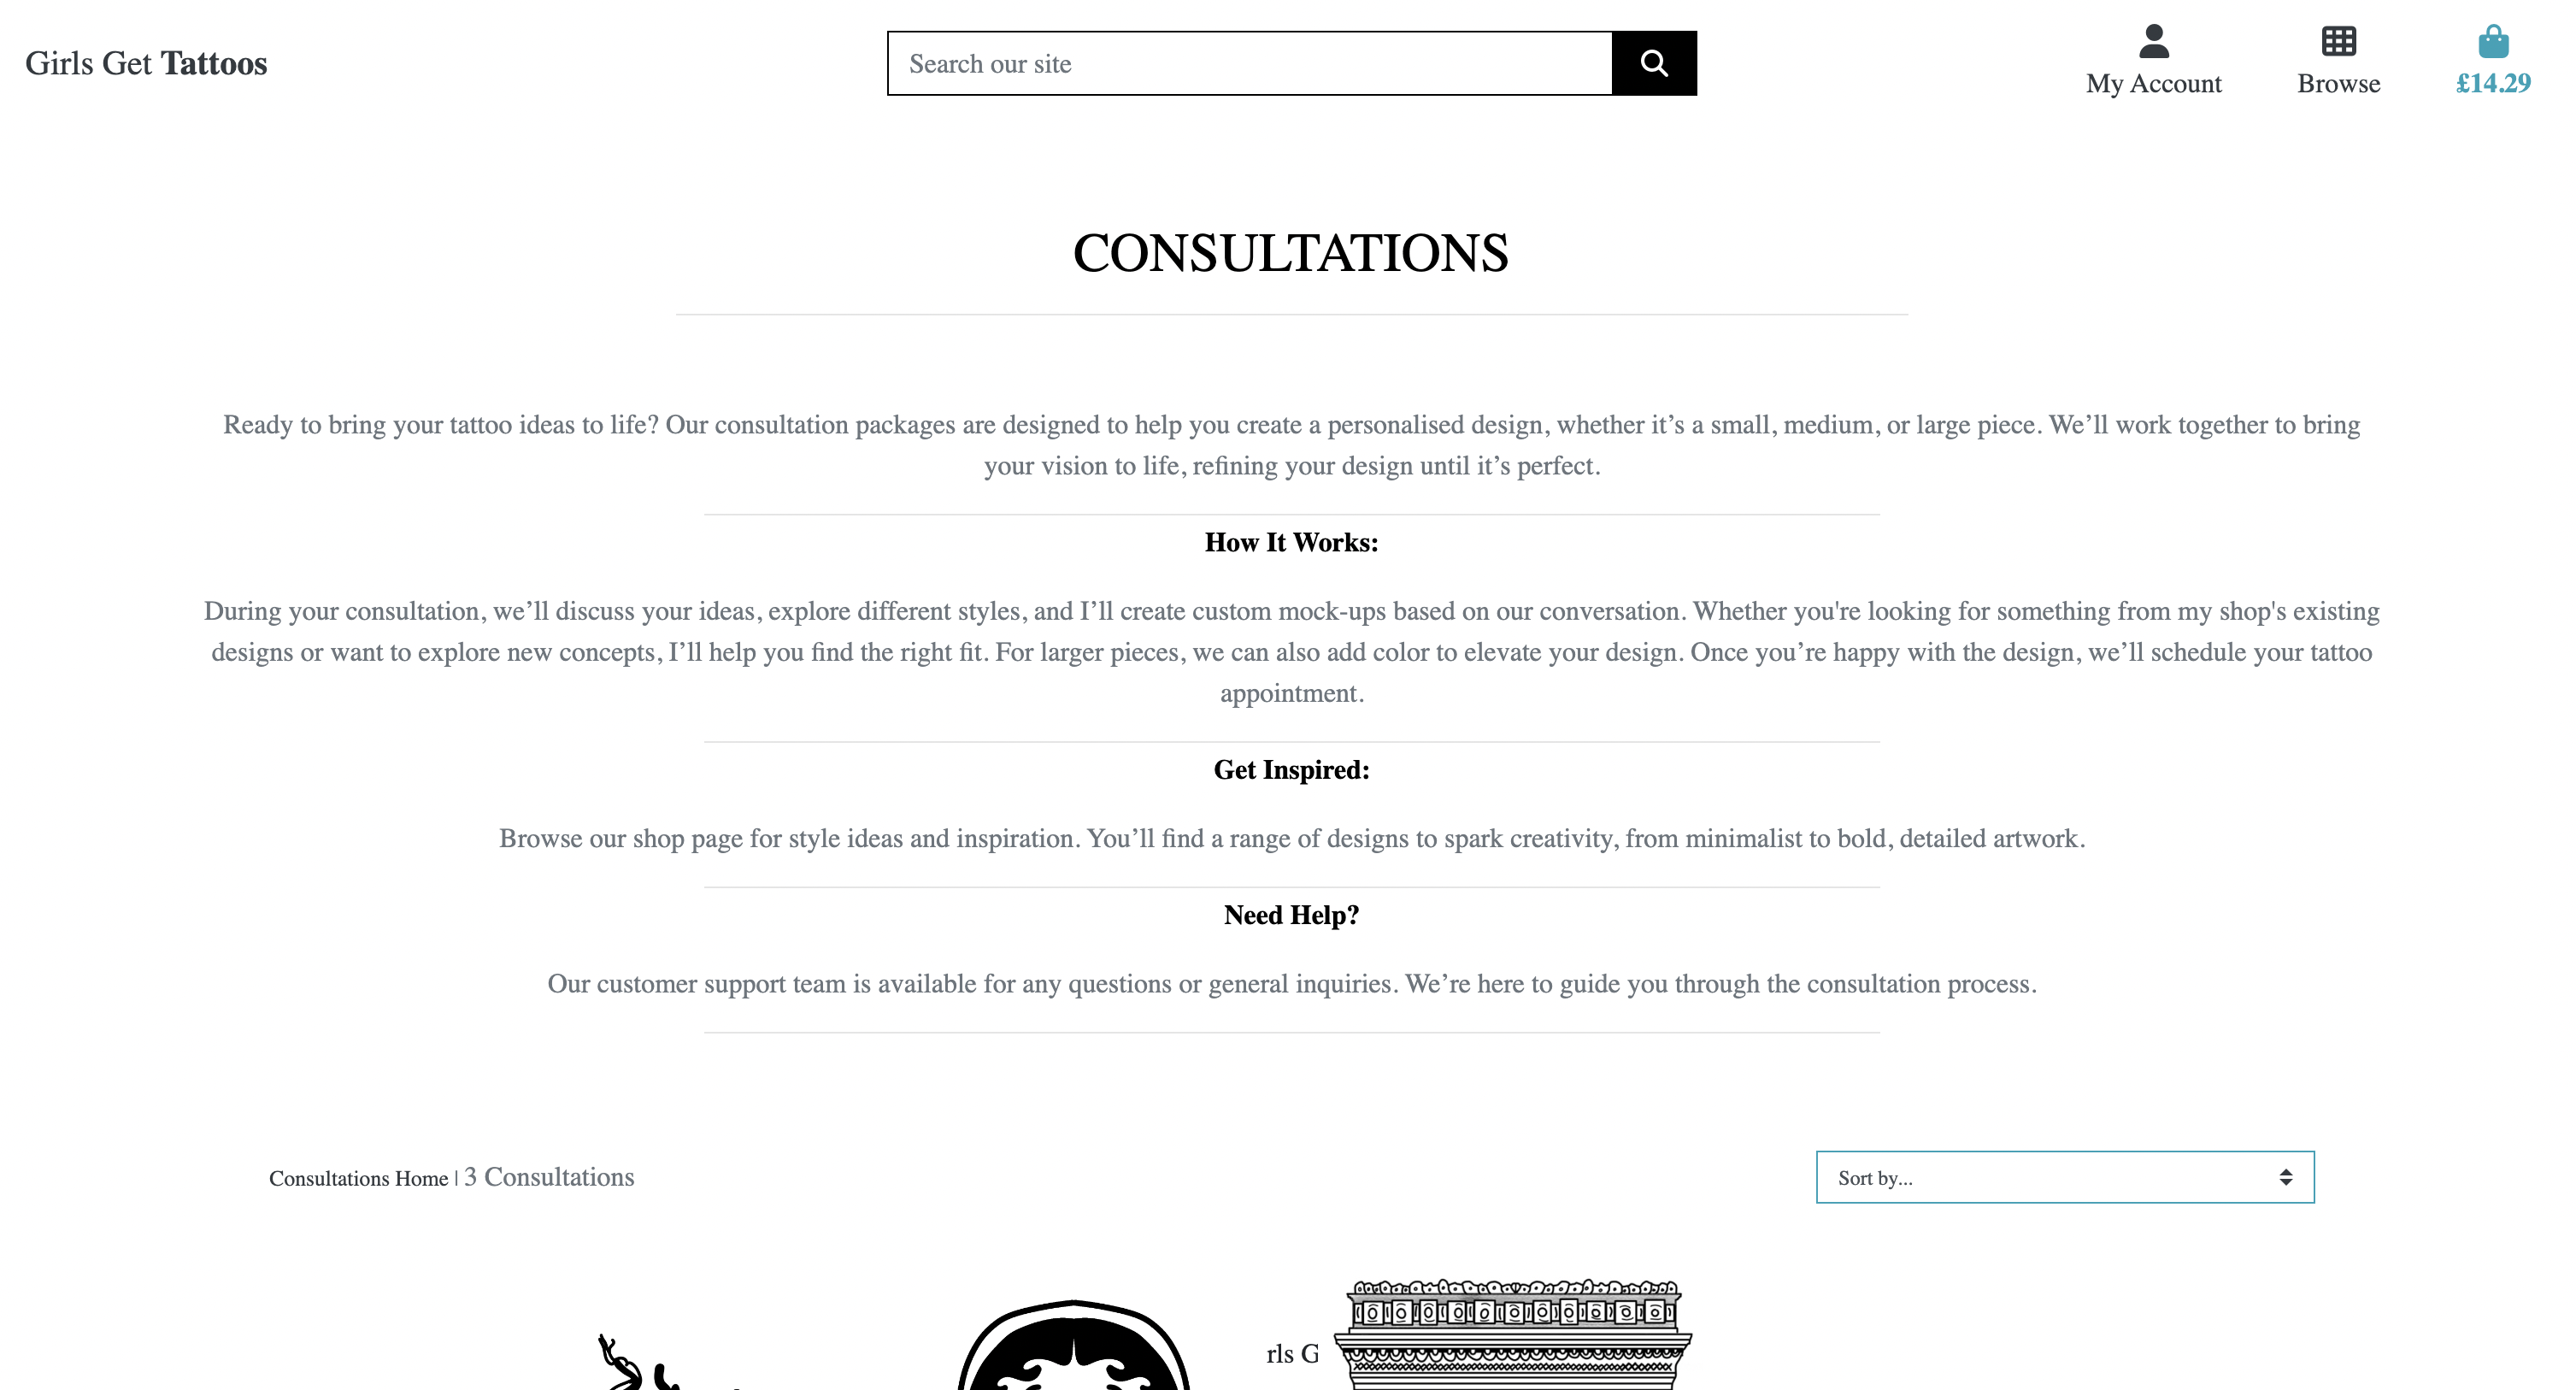 Girls Get Tattoos
Search our site
My Account
Browse
£14.29
CONSULTATIONS
Ready to bring your tattoo ideas to life? Our consultation packages are designed to help you create a personalised design, whether it’s a small, medium, or large piece. We’ll work together to bring
your vision to life, refining your design until it’s perfect.
How It Works:
During your consultation, we’ll discuss your ideas, explore different styles, and I’ll create custom mock-ups based on our conversation. Whether you're looking for something from my shop's existing
designs or want to explore new concepts, I’ll help you find the right fit. For larger pieces, we can also add color to elevate your design. Once you’re happy with the design, we’ll schedule your tattoo
appointment.
Get Inspired:
Browse our shop page for style ideas and inspiration. You’ll find a range of designs to spark creativity, from minimalist to bold, detailed artwork.
Need Help?
Our customer support team is available for any questions or general inquiries. We’re here to guide you through the consultation process.
Consultations Home | 3 Consultations
Sort by...
rls G